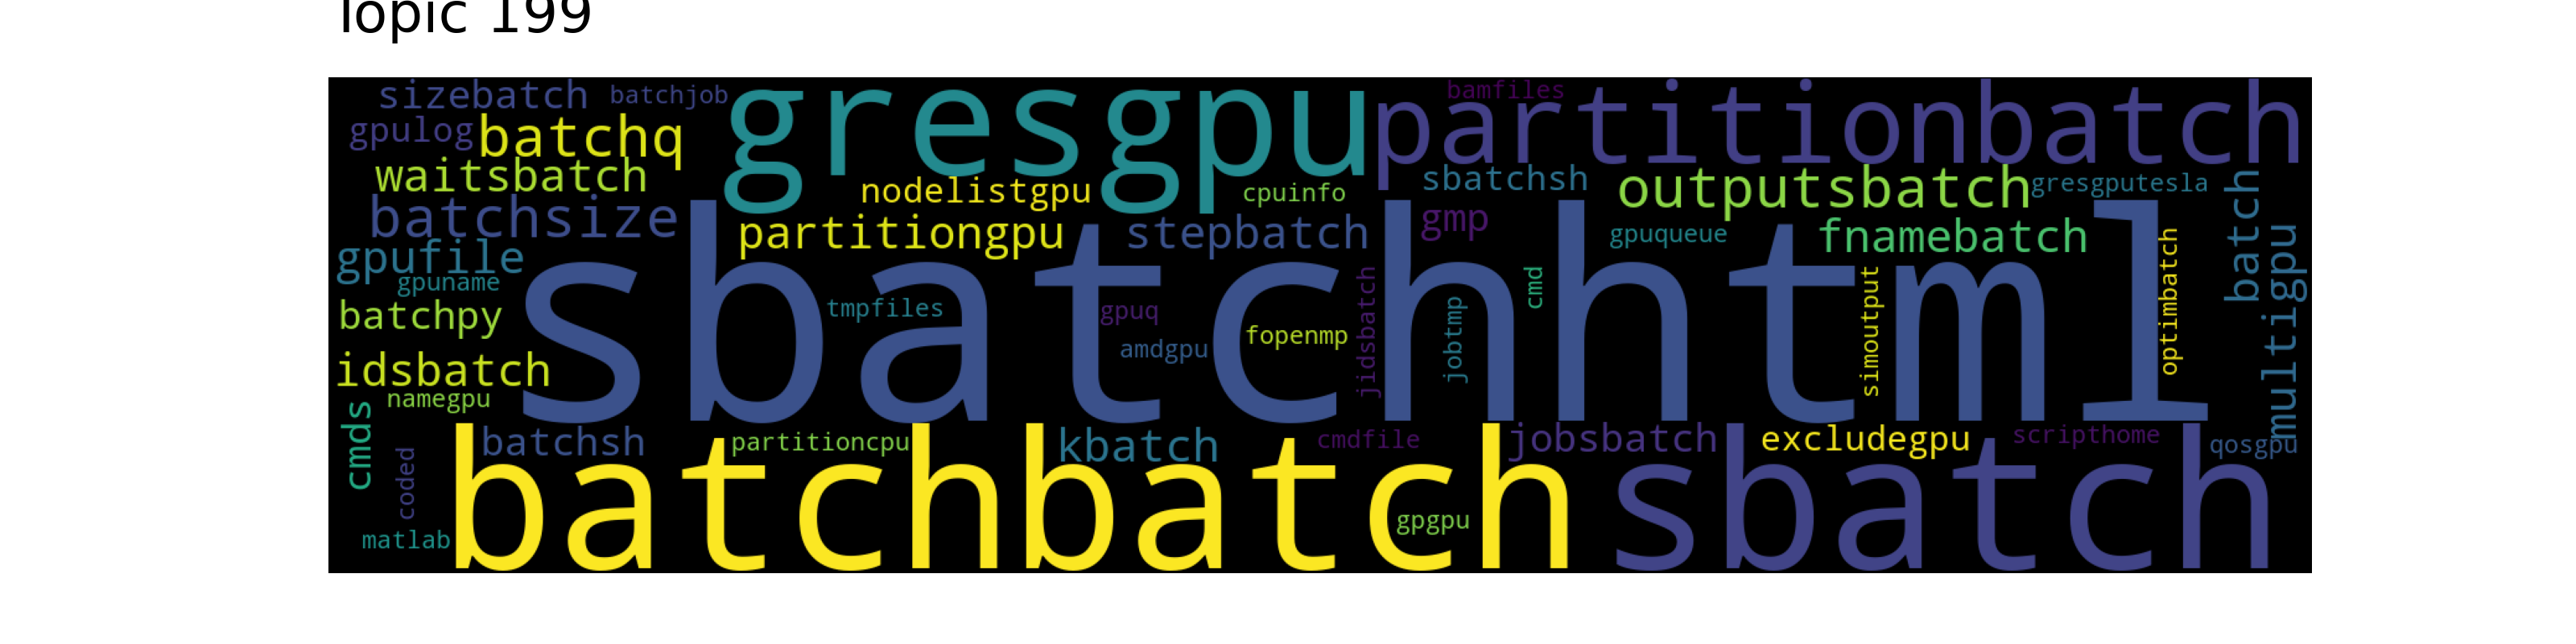 Topic 199
sizebatch batchjob gresgpu bamfiles partitionbatch
gpulog batchq
waitsbatch nodelistgpu cpuinfo sbatchsh outputsbatch gresgputesla batch
batchsize partitiongpu stepbatch gmp gpuqueue fnamebatch multigpu
gpufile
gpuname
sbatchhtml
batchpy tmpfiles gpuq fopenmp jidsbatch jobtmp cmd simoutput optimbatch
amdgpu
idsbatch
namegpu
cmds batchsh partitioncpu kbatch cmdfile jobsbatch excludegpu scripthome qosgpu
coded
batchbatch gpgpu sbatch
matlab